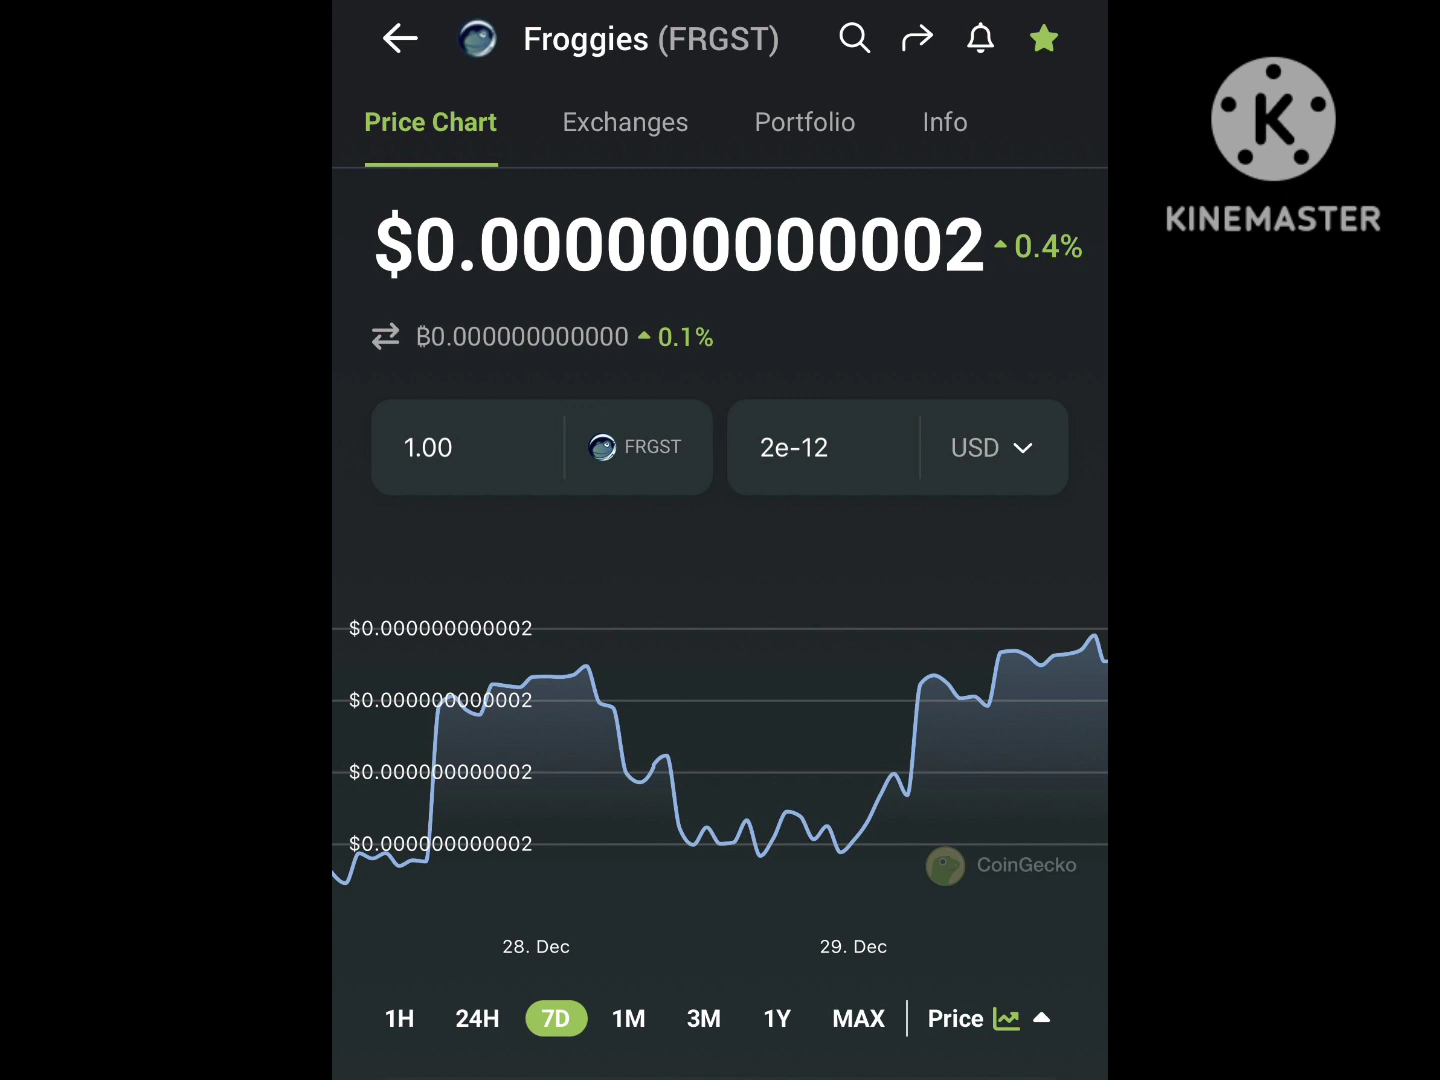 Froggies (FRGST)
K
KINEMASTER
Price Chart Exchanges Portfolio Info
$0.000000000002 0.4%
₿0.000000000000 0.1%
1.00 FRGST 2e-12 USD
$0.000000000002
$0.000000000002
$0.000000000002
$0.000000000002
CoinGecko
28. Dec 29. Dec
1H 24H 7D 1M 3M 1Y MAX Price